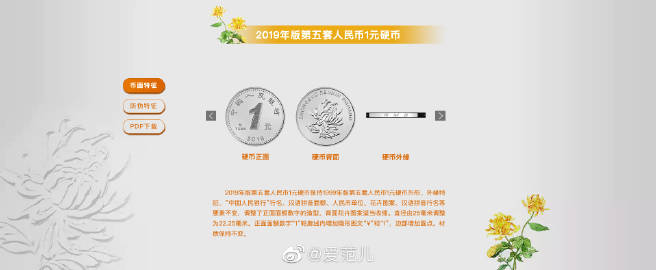 2019年版第五套人民币1元硬币
币面特征
防伪特征
PDF下载
中国人民银行
1
元
2019
ZHONGGUO RENMIN YINHANG
硬币正面
硬币背面
硬币外缘
2019年版第五套人民币1元硬币保持1999年版第五套人民币1元硬币外形、外缘特
征、“中国人民银行”行名、汉语拼音面额、人民币单位、花卉图案、汉语拼音行名等
要素不变，调整了正面面额数字的造型，背面花卉图案适当收缩。直径由25毫米调整
为22.25毫米。正面面额数字“1”轮廓线内增加隐形图文“¥”和“1”，边部增加圆点。材
质保持不变。
@爱范儿